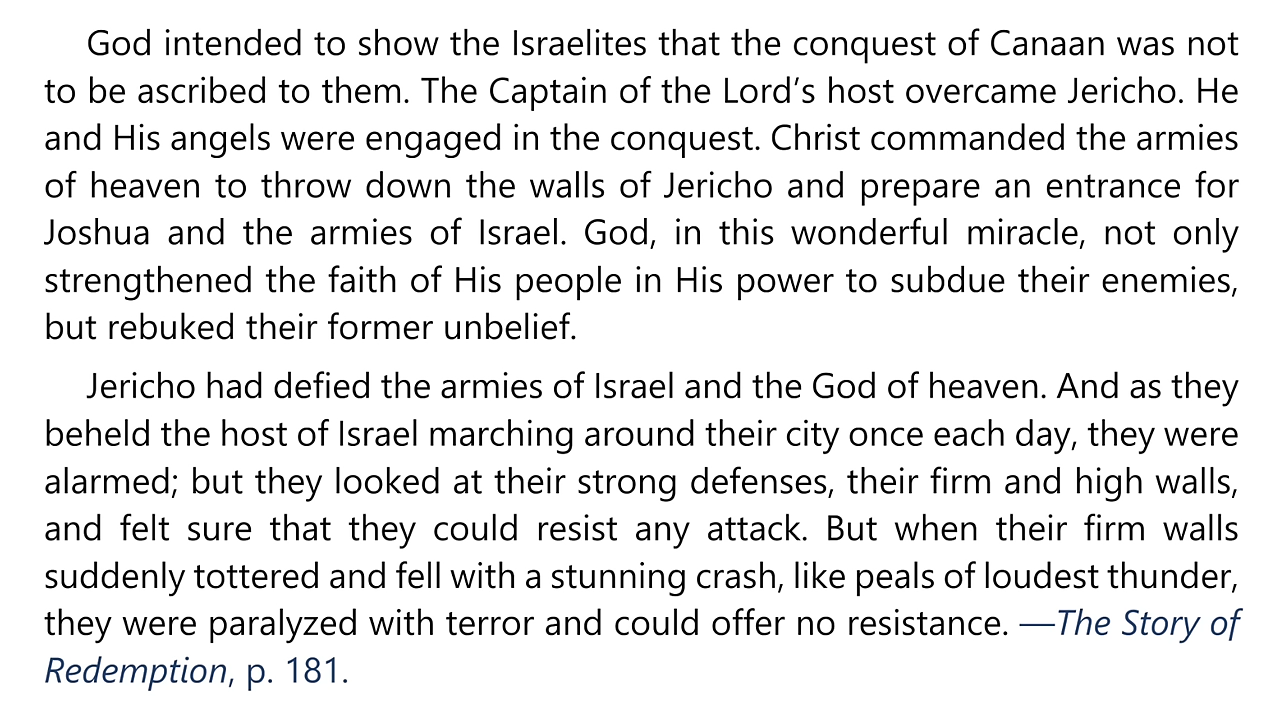 God intended to show the Israelites that the conquest of Canaan was not
to be ascribed to them. The Captain of the Lord’s host overcame Jericho. He
and His angels were engaged in the conquest. Christ commanded the armies
of heaven to throw down the walls of Jericho and prepare an entrance for
Joshua and the armies of Israel. God, in this wonderful miracle, not only
strengthened the faith of His people in His power to subdue their enemies,
but rebuked their former unbelief.
Jericho had defied the armies of Israel and the God of heaven. And as they
beheld the host of Israel marching around their city once each day, they were
alarmed; but they looked at their strong defenses, their firm and high walls,
and felt sure that they could resist any attack. But when their firm walls
suddenly tottered and fell with a stunning crash, like peals of loudest thunder,
they were paralyzed with terror and could offer no resistance. —The Story of
Redemption, p. 181.